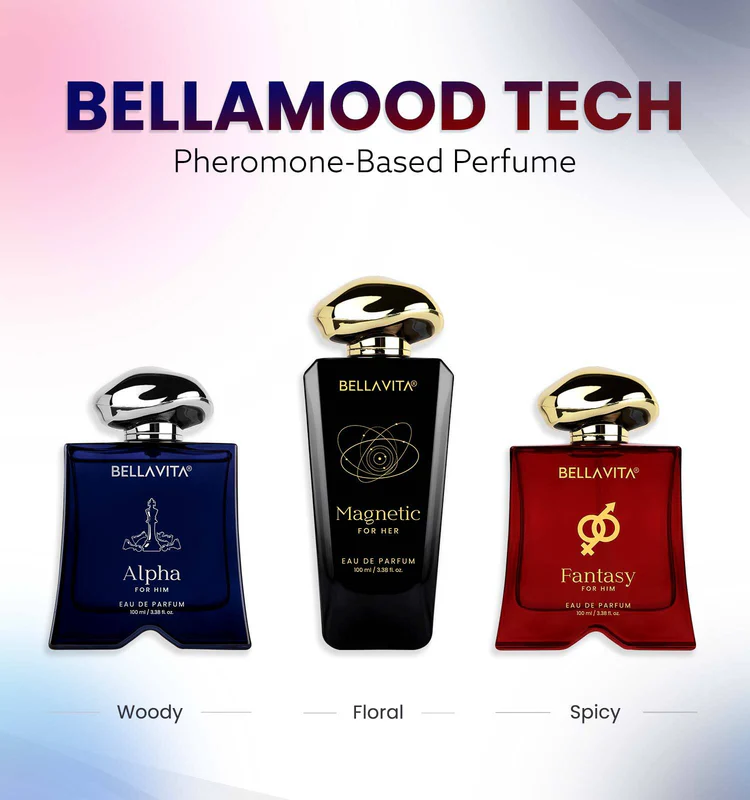 BELLAMOOD TECH
Pheromone-Based Perfume
BELLAVITA®
Alpha
FOR HIM
EAU DE PARFUM
100 ml / 3.38 fl. oz.
BELLAVITA®
Magnetic
FOR HER
EAU DE PARFUM
100 ml / 3.38 fl. oz.
BELLAVITA®
Fantasy
FOR HIM
EAU DE PARFUM
100 ml / 3.38 fl. oz.
Woody
Floral
Spicy